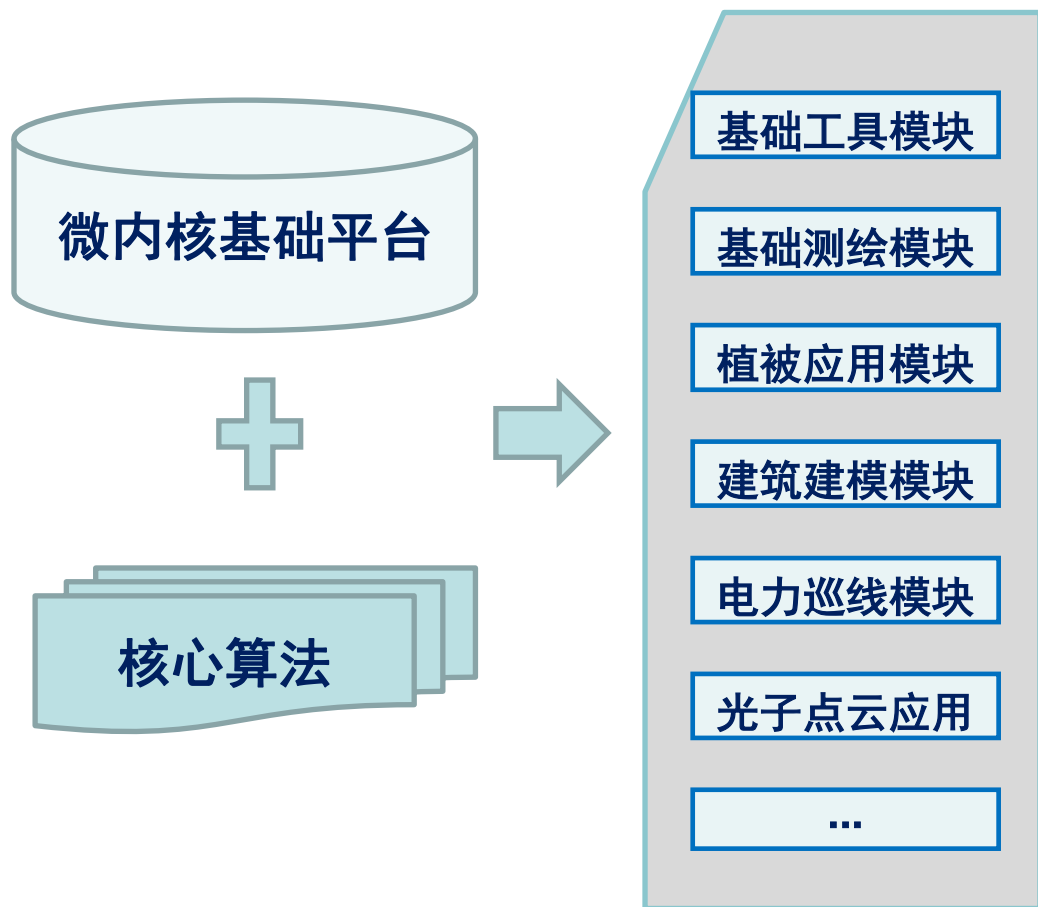 微内核基础平台
核心算法
基础工具模块
基础测绘模块
植被应用模块
建筑建模模块
电力巡线模块
光子点云应用
...